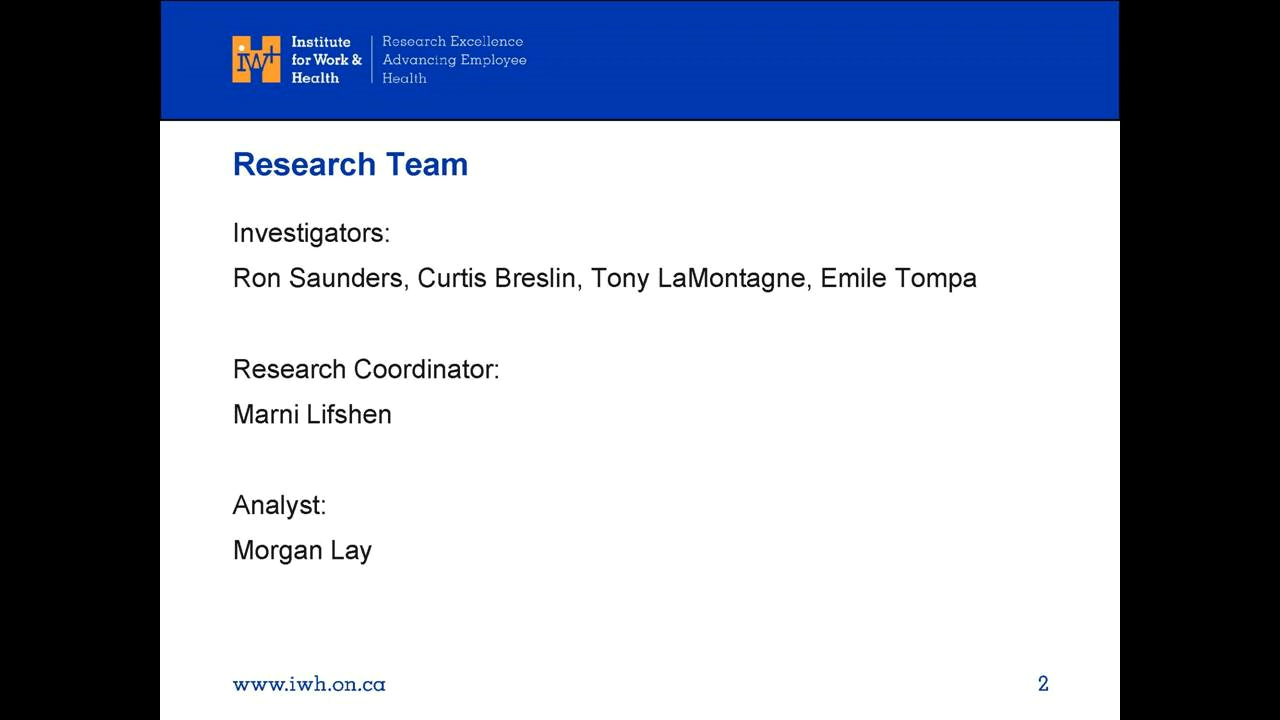 iwh
Institute
for Work &
Health
Research Excellence
Advancing Employee
Health
Research Team
Investigators:
Ron Saunders, Curtis Breslin, Tony LaMontagne, Emile Tompa
Research Coordinator:
Marni Lifshen
Analyst:
Morgan Lay
www.iwh.on.ca
2